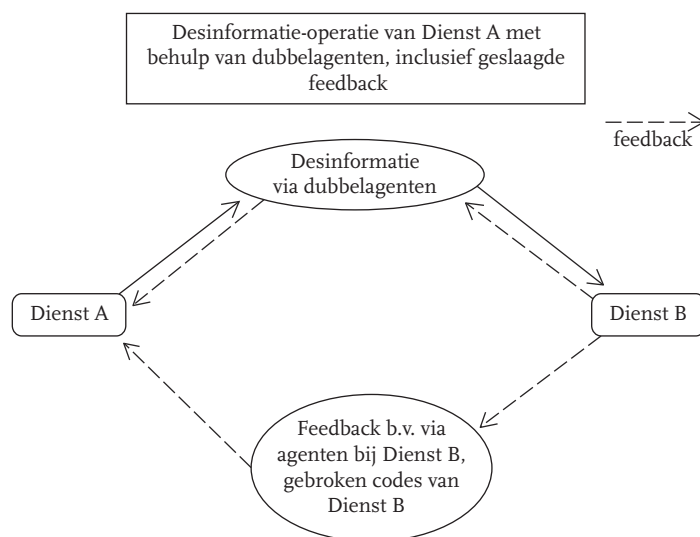 Desinformatie-operatie van Dienst A met
behulp van dubbelagenten, inclusief geslaagde
feedback
feedback
Desinformatie
via dubbelagenten
Dienst A
Dienst B
Feedback b.v. via
agenten bij Dienst B,
gebroken codes van
Dienst B